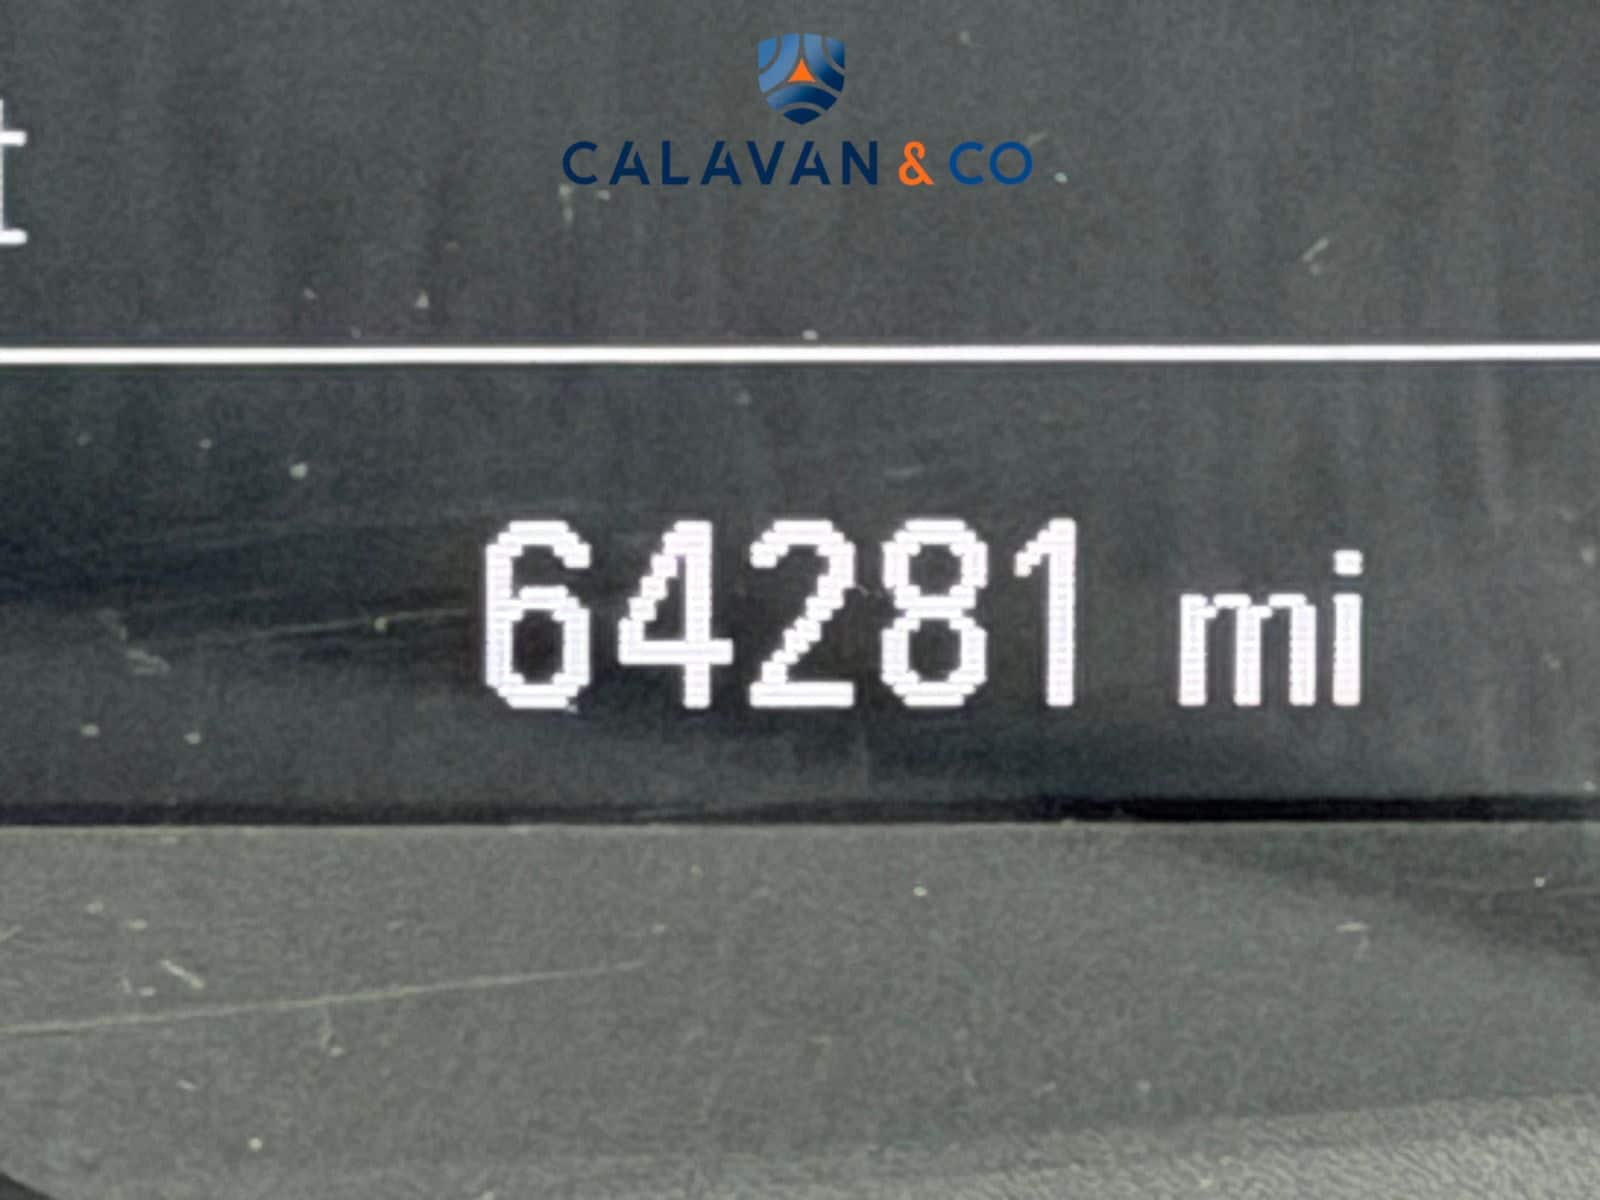 CALAVAN & CO
64281 mi